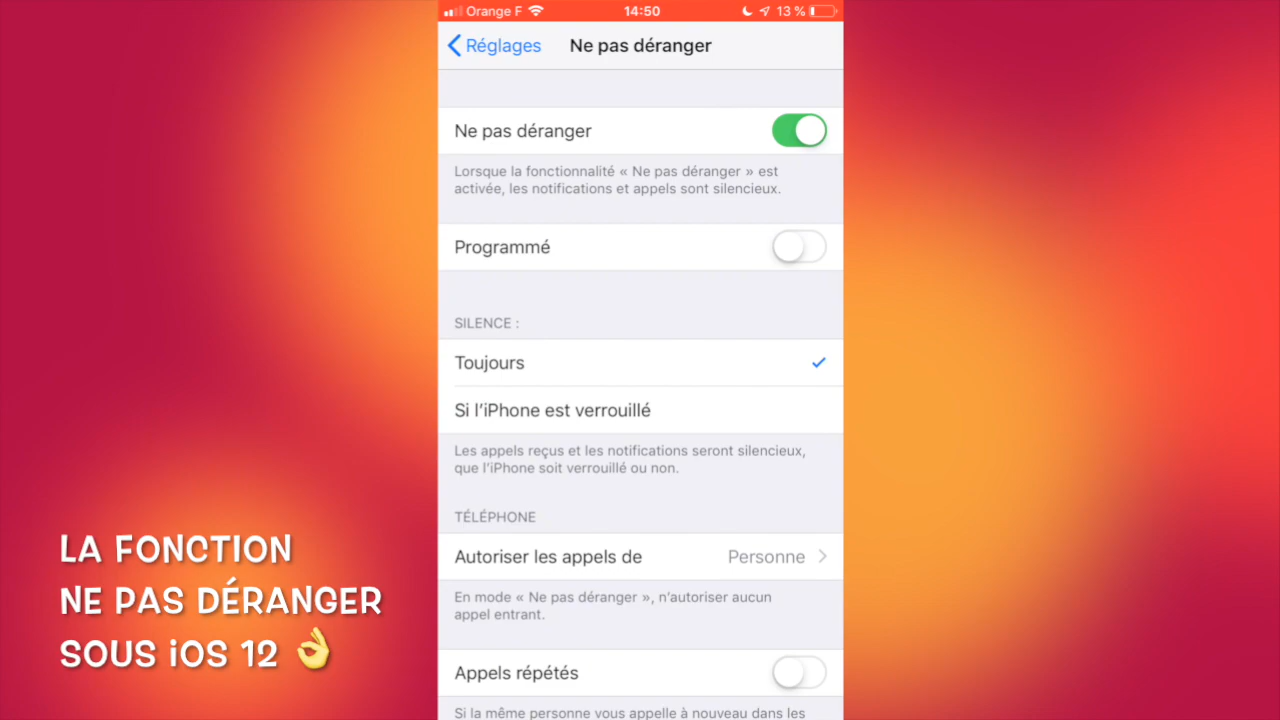 Orange F 14:50 13 %
Réglages Ne pas déranger
Ne pas déranger
Lorsque la fonctionnalité « Ne pas déranger » est
activée, les notifications et appels sont silencieux.
Programmé
SILENCE :
Toujours
Si l’iPhone est verrouillé
Les appels reçus et les notifications seront silencieux,
que l’iPhone soit verrouillé ou non.
TÉLÉPHONE
Autoriser les appels de Personne
En mode « Ne pas déranger », n’autoriser aucun
appel entrant.
Appels répétés
Si la même personne vous appelle à nouveau dans les
LA FONCTION
NE PAS DÉRANGER
SOUS iOS 12 👌